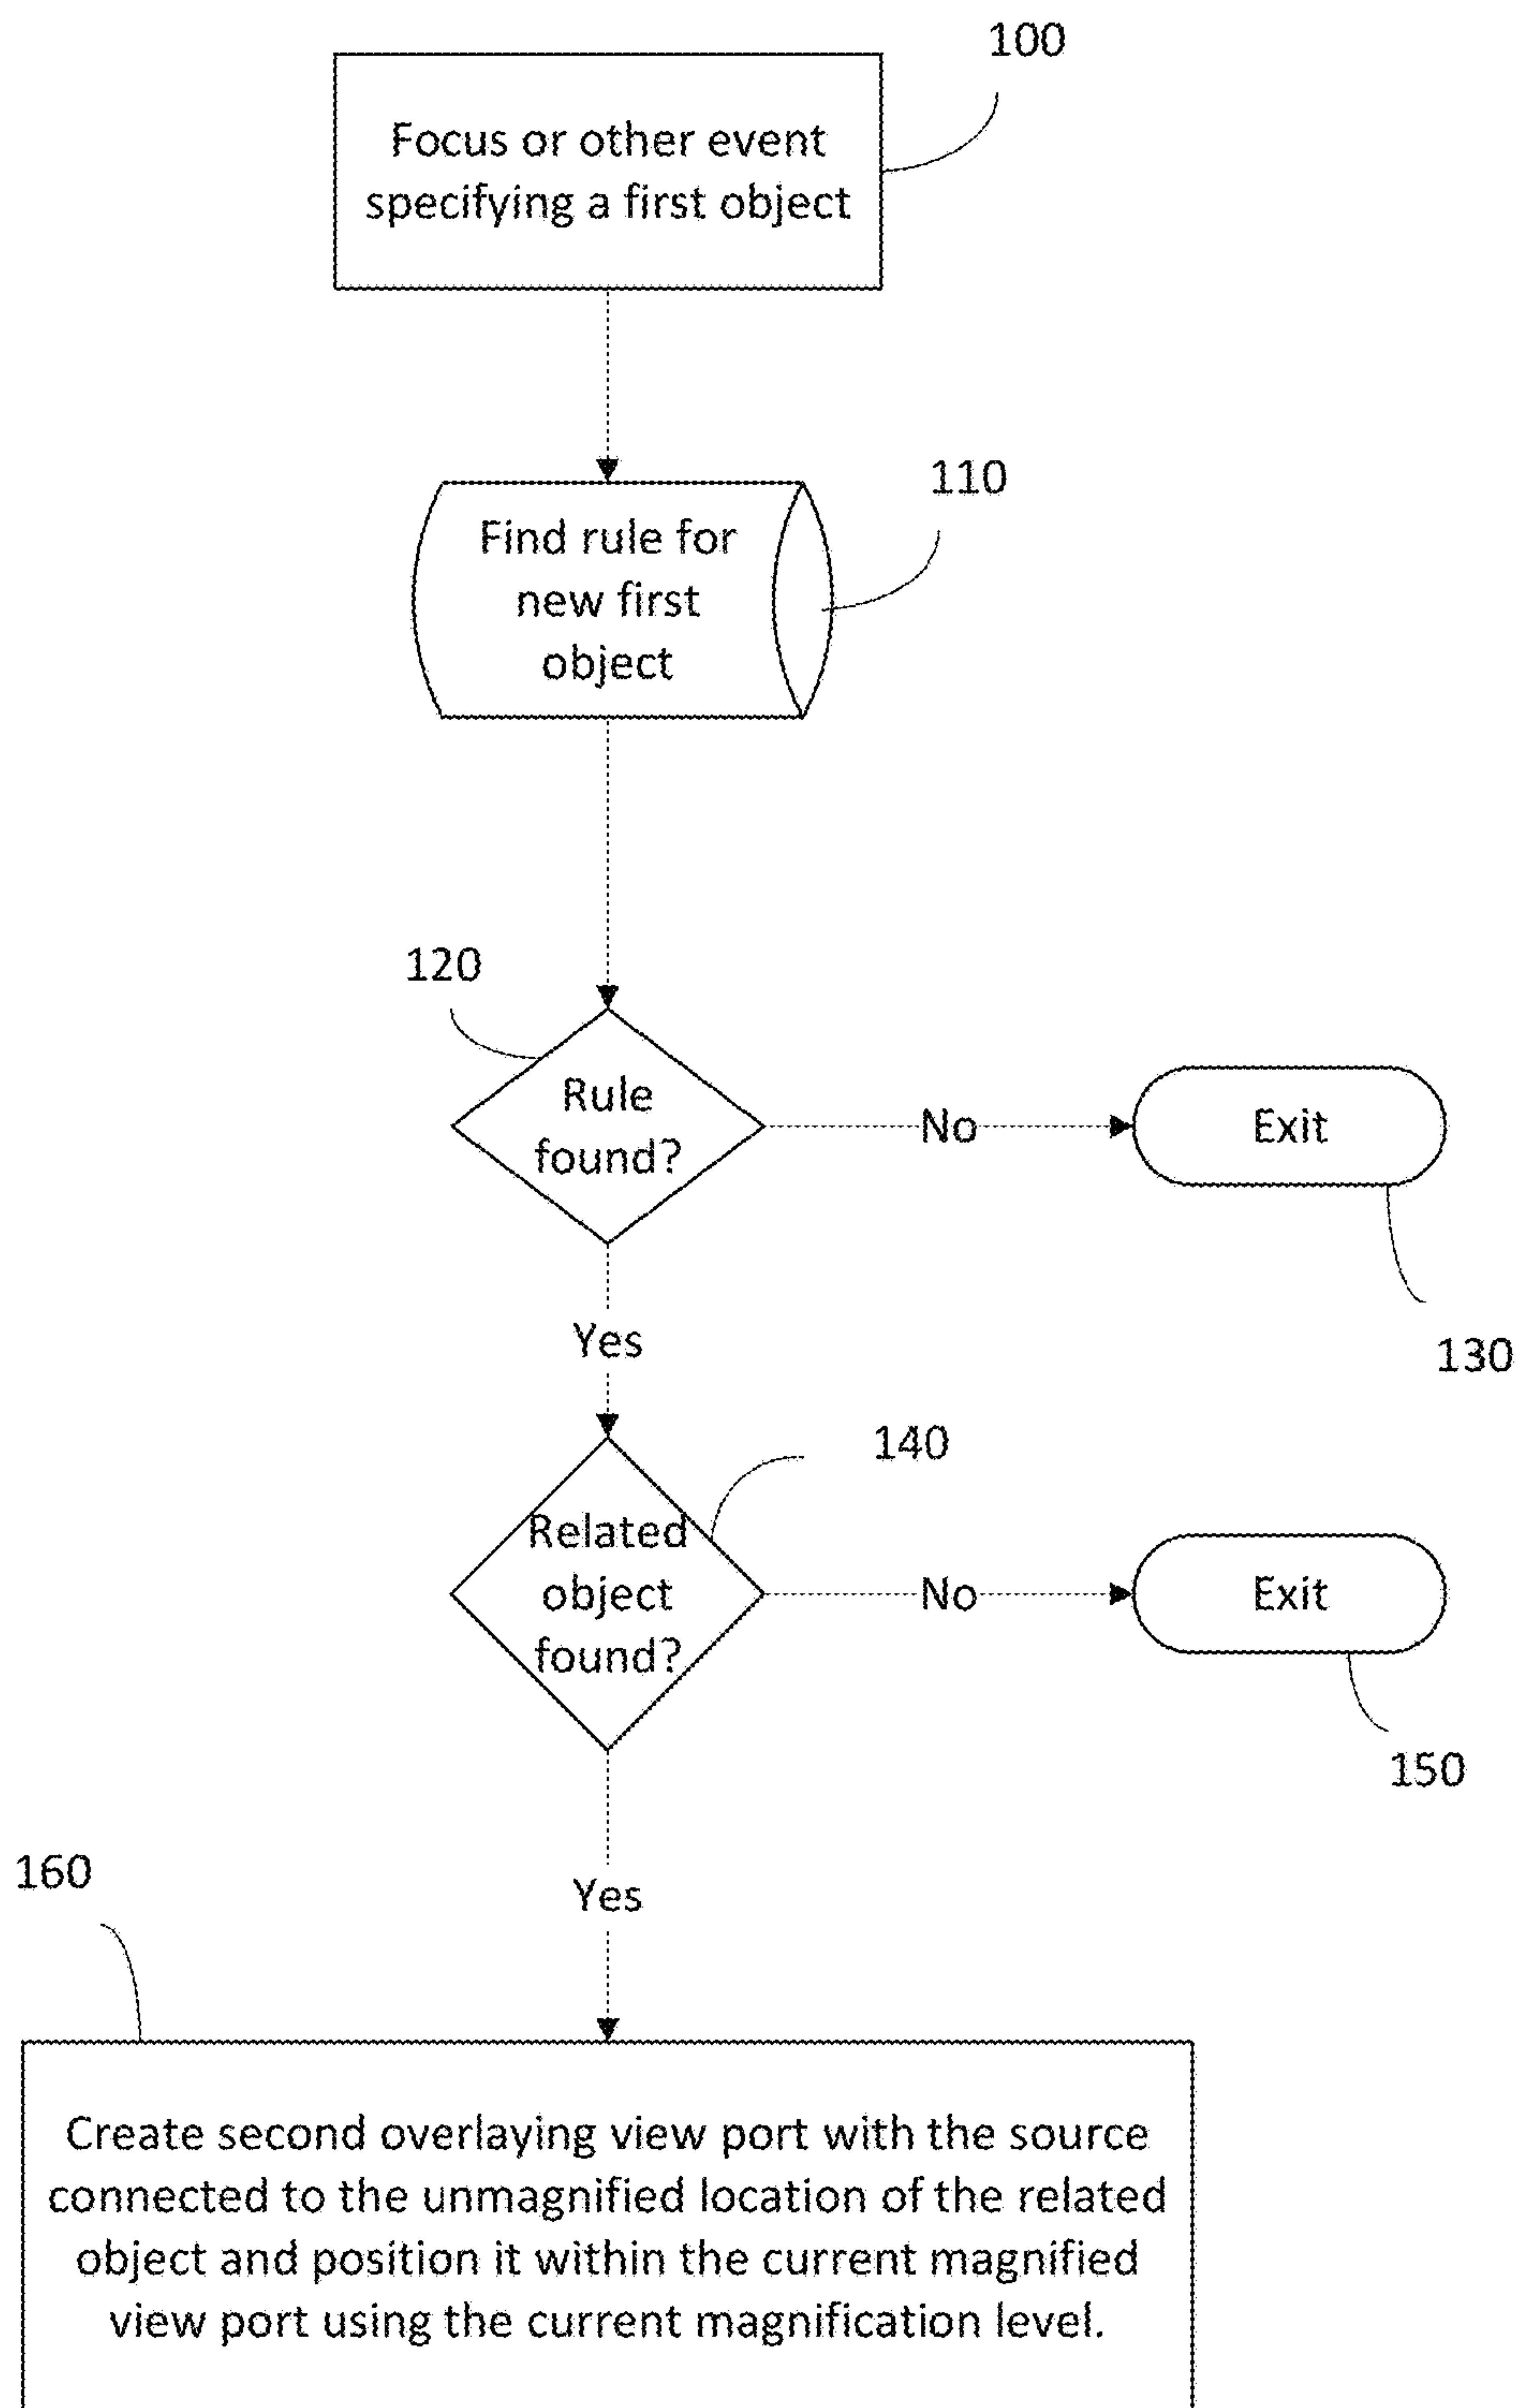 100
Focus or other event
specifying a first object
110
Find rule for
new first
object
120
Rule
found?
No
Exit
130
Yes
140
Related
object
found?
No
Exit
150
Yes
160
Create second overlaying view port with the source
connected to the unmagnified location of the related
object and position it within the current magnified
view port using the current magnification level.